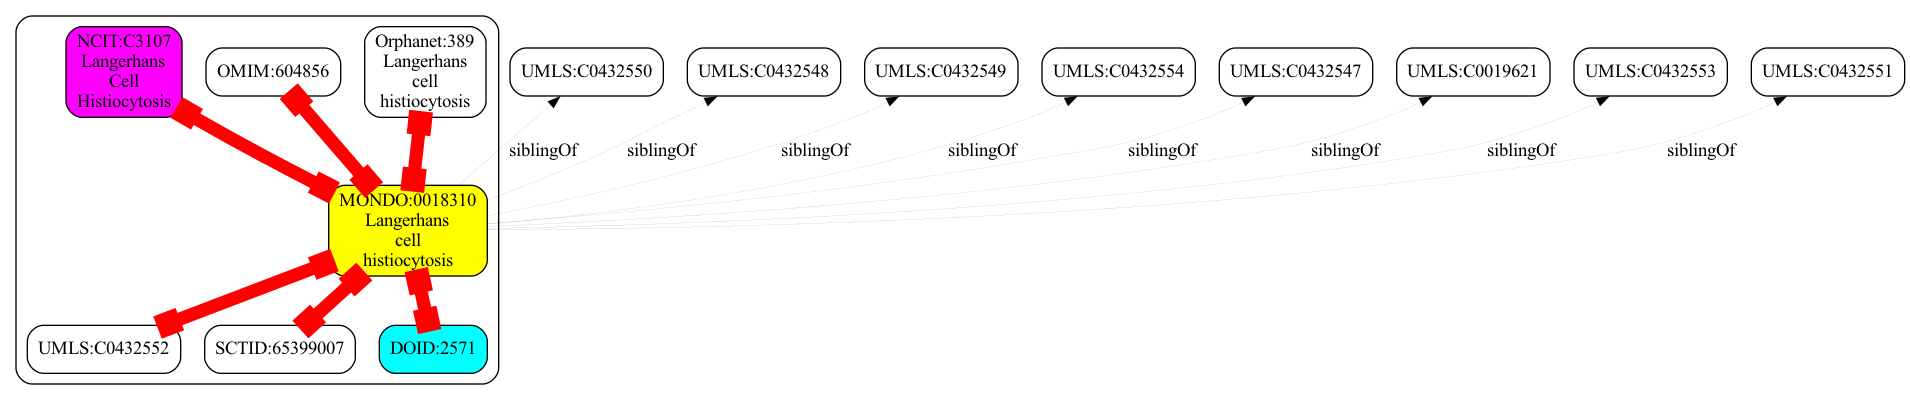 NCIT:C3107
Langerhans
Cell
Histiocytosis
OMIM:604856
Orphanet:389
Langerhans
cell
histiocytosis
UMLS:C0432550
UMLS:C0432548
UMLS:C0432549
UMLS:C0432554
UMLS:C0432547
UMLS:C0019621
UMLS:C0432553
UMLS:C0432551
siblingOf
siblingOf
siblingOf
siblingOf
siblingOf
siblingOf
siblingOf
siblingOf
MONDO:0018310
Langerhans
cell
histiocytosis
UMLS:C0432552
SCTID:65399007
DOID:2571